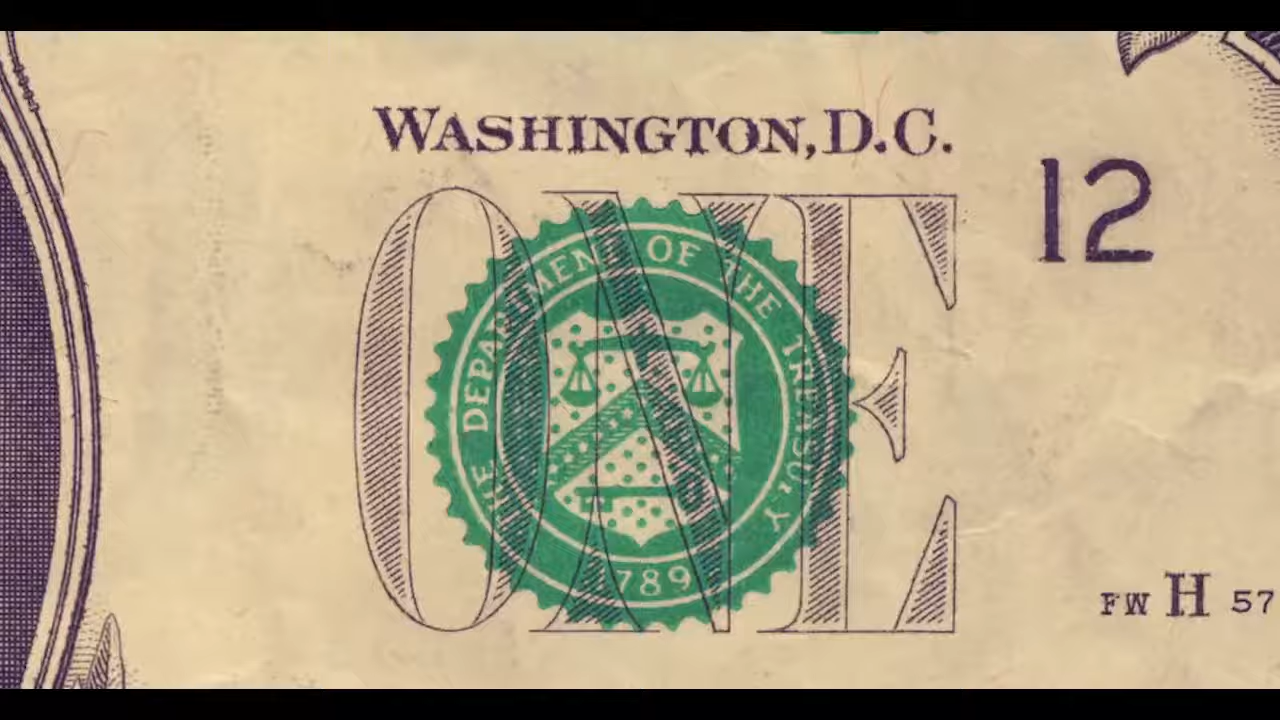 WASHINGTON, D.C.
12
ONE
THE DEPARTMENT OF THE TREASURY
1789
FW H 57